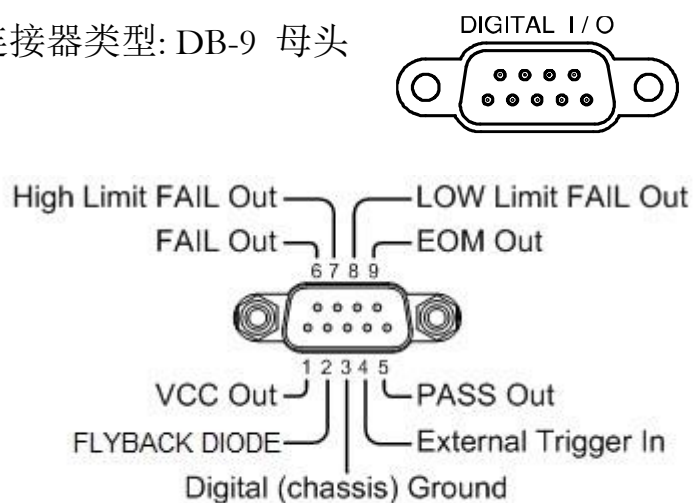 接器类型: DB-9 母头
DIGITAL I/O
High Limit FAIL Out
LOW Limit FAIL Out
FAIL Out
EOM Out
6 7 8 9
1 2 3 4 5
VCC Out
PASS Out
FLYBACK DIODE
External Trigger In
Digital (chassis) Ground